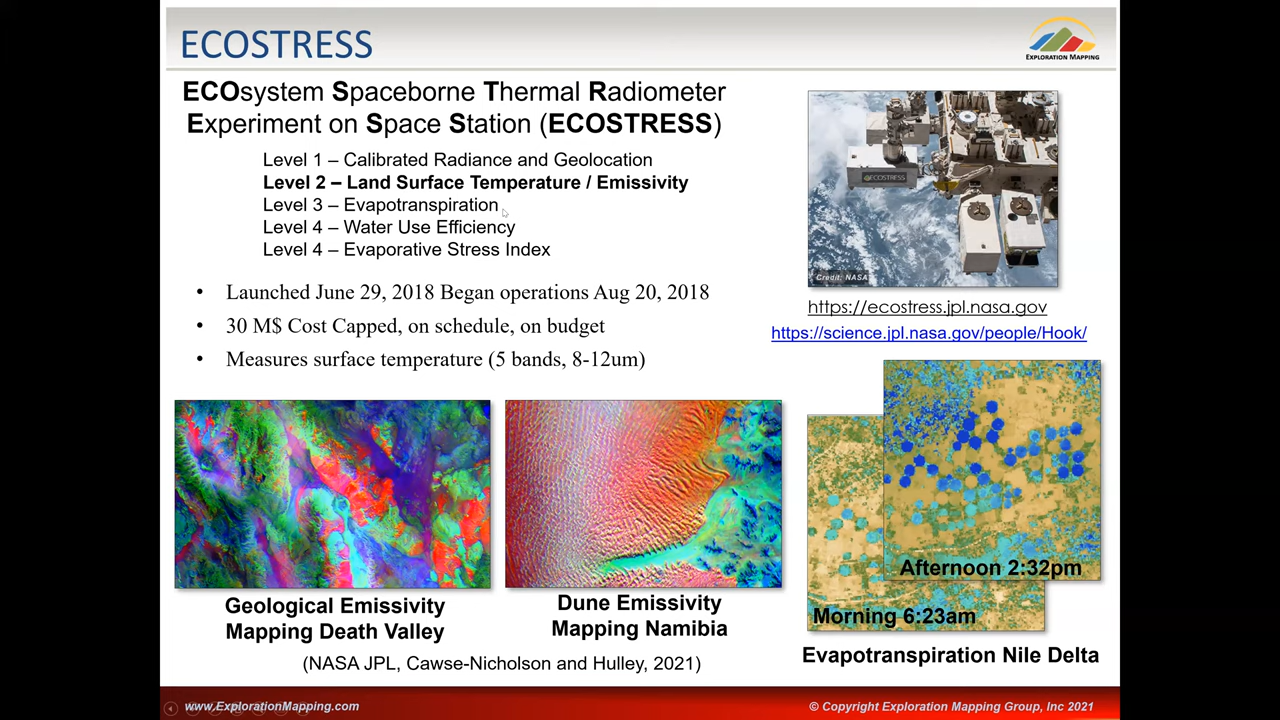 ECOSTRESS
EXPLORATION MAPPING
ECOsystem Spaceborne Thermal Radiometer
Experiment on Space Station (ECOSTRESS)
Level 1 – Calibrated Radiance and Geolocation
Level 2 – Land Surface Temperature / Emissivity
Level 3 – Evapotranspiration
Level 4 – Water Use Efficiency
Level 4 – Evaporative Stress Index
• Launched June 29, 2018 Began operations Aug 20, 2018
• 30 M$ Cost Capped, on schedule, on budget
• Measures surface temperature (5 bands, 8-12um)
ECOSTRESS
Credit: NASA
https://ecostress.jpl.nasa.gov
https://science.jpl.nasa.gov/people/Hook/
Geological Emissivity
Mapping Death Valley
Dune Emissivity
Mapping Namibia
(NASA JPL, Cawse-Nicholson and Hulley, 2021)
Afternoon 2:32pm
Morning 6:23am
Evapotranspiration Nile Delta
www.ExplorationMapping.com
© Copyright Exploration Mapping Group, Inc 2021